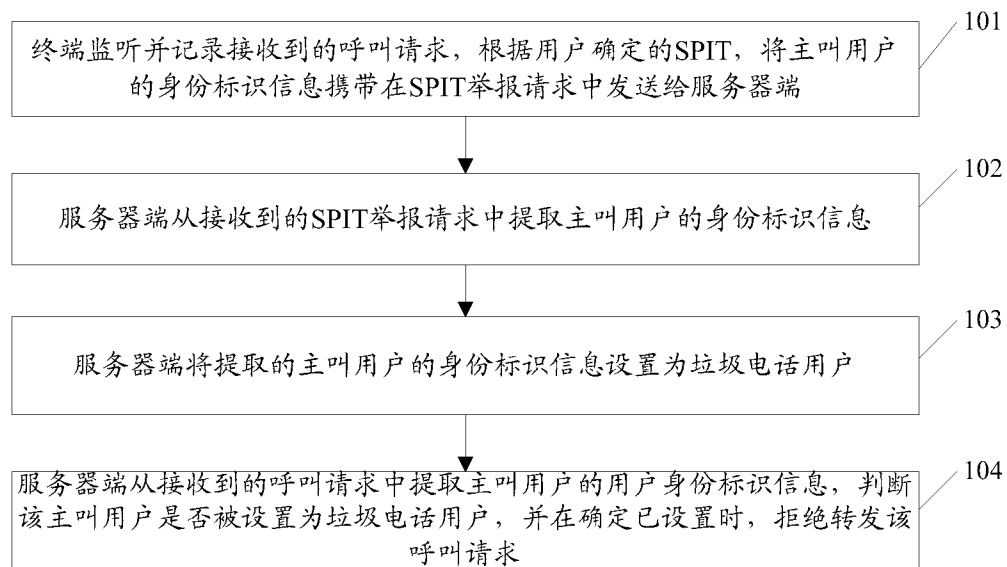 101
终端监听并记录接收到的呼叫请求，根据用户确定的SPIT，将主叫用户
的身份标识信息携带在SPIT举报请求中发送给服务器端
102
服务器端从接收到的SPIT举报请求中提取主叫用户的身份标识信息
103
服务器端将提取的主叫用户的身份标识信息设置为垃圾电话用户
104
服务器端从接收到的呼叫请求中提取主叫用户的用户身份标识信息，判断
该主叫用户是否被设置为垃圾电话用户，并在确定已设置时，拒绝转发该
呼叫请求